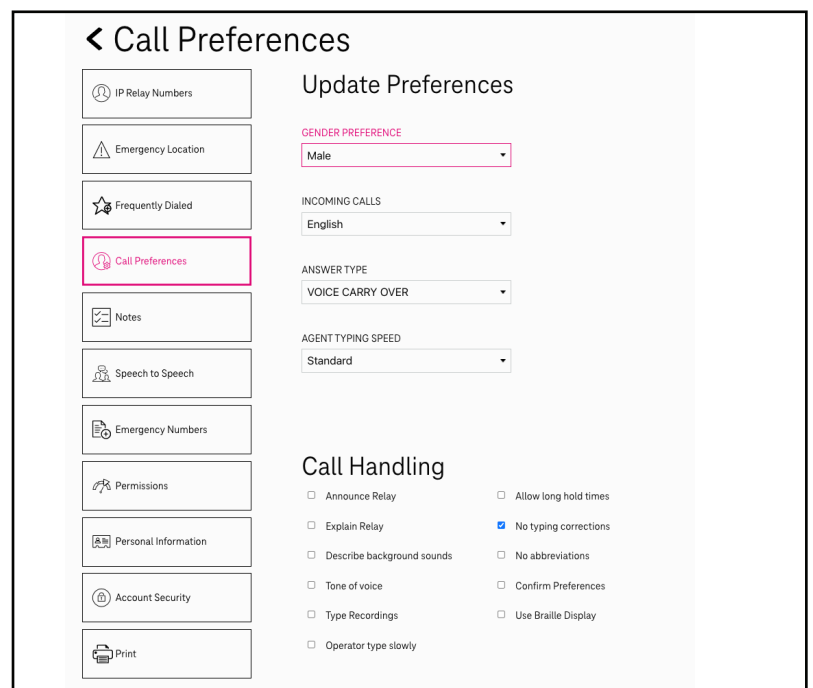 Call Preferences
IP Relay Numbers
Emergency Location
Frequently Dialed
Call Preferences
Notes
Speech to Speech
Emergency Numbers
Permissions
Personal Information
Account Security
Print
Update Preferences
GENDER PREFERENCE
Male
INCOMING CALLS
English
ANSWER TYPE
VOICE CARRY OVER
AGENT TYPING SPEED
Standard
Call Handling
Announce Relay
Explain Relay
Describe background sounds
Tone of voice
Type Recordings
Operator type slowly
Allow long hold times
No typing corrections
No abbreviations
Confirm Preferences
Use Braille Display